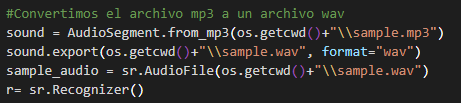 #Convertimos el archivo mp3 a un archivo wav
sound = AudioSegment.from_mp3(os.getcwd()+"\\sample.mp3")
sound.export(os.getcwd()+"\\sample.wav", format="wav")
sample_audio = sr.AudioFile(os.getcwd()+"\\sample.wav")
r= sr.Recognizer()